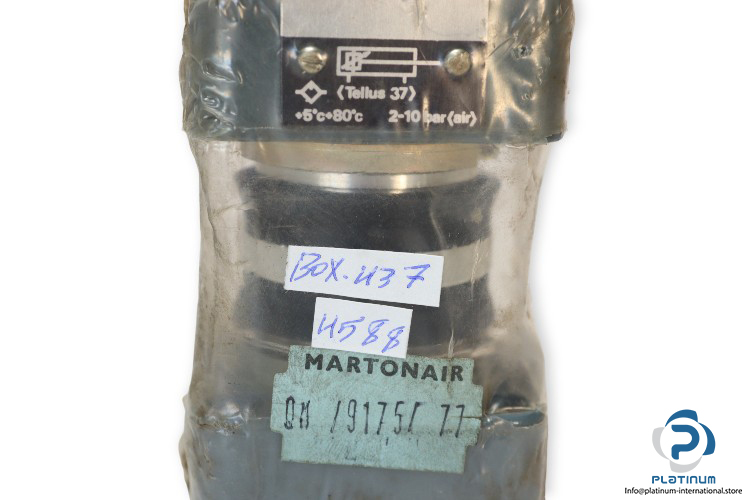 ⟨Tellus 37⟩
+5°c+80°c 2-10 bar⟨air⟩
BOX.437
4588
MARTONAIR
QM /9175/ 77
PLATINUM
Info@platinum-international.store